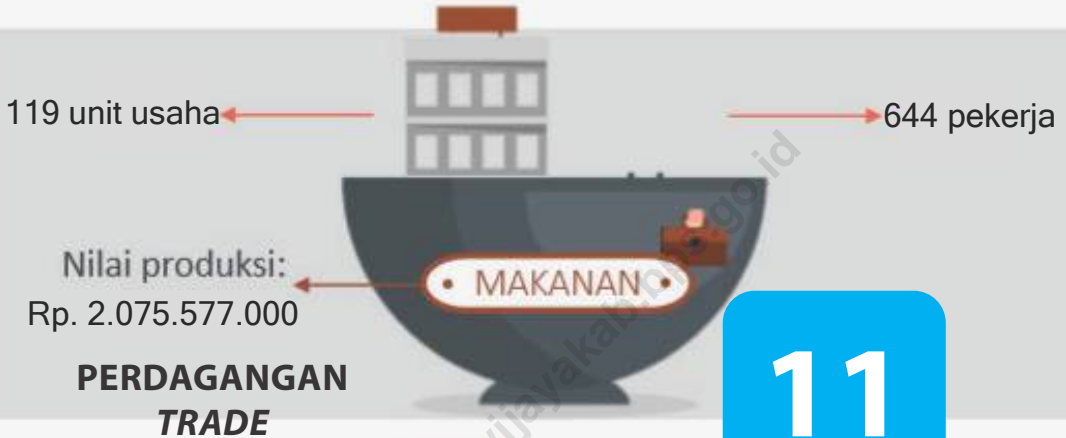 119 unit usaha
644 pekerja
MAKANAN
Nilai produksi:
Rp. 2.075.577.000
PERDAGANGAN
TRADE
11